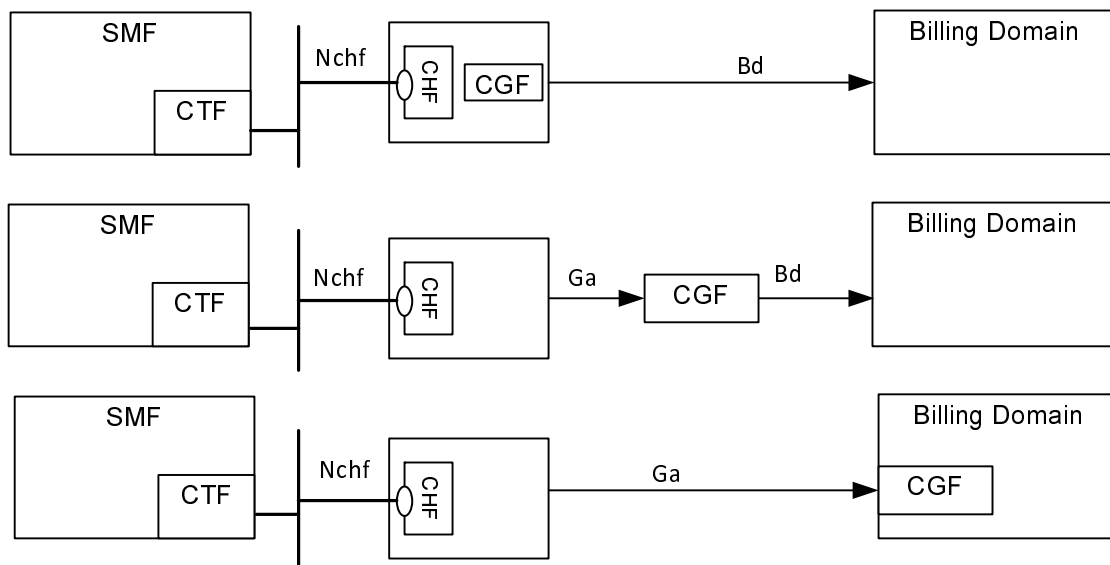 SMF
CTF
Nchf
CHF
CGF
Bd
Billing Domain
SMF
CTF
Nchf
CHF
Ga
CGF
Bd
Billing Domain
SMF
CTF
Nchf
CHF
Ga
Billing Domain
CGF